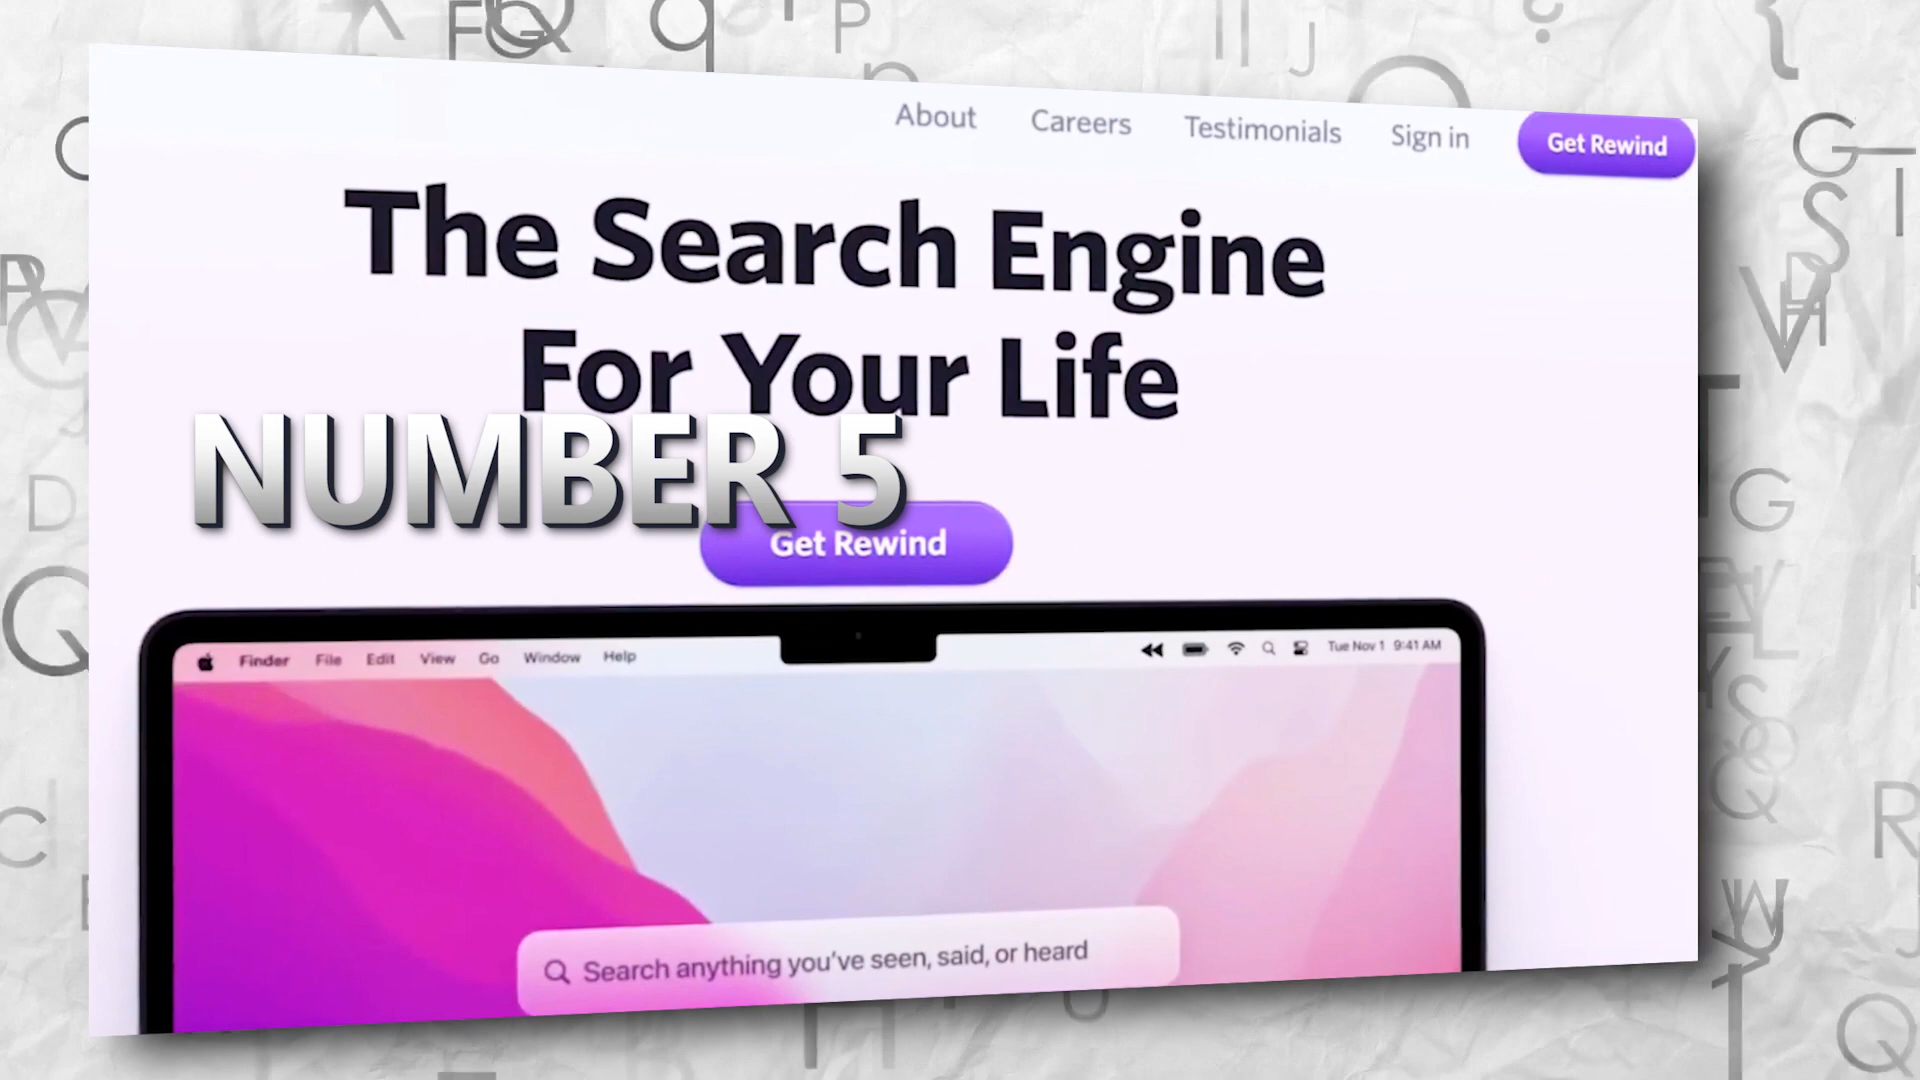 About Careers Testimonials Sign in Get Rewind
The Search Engine
For Your Life
NUMBER 5
Get Rewind
Finder File Edit View Go Window Help Tue Nov 1 9:41 AM
Search anything you've seen, said, or heard